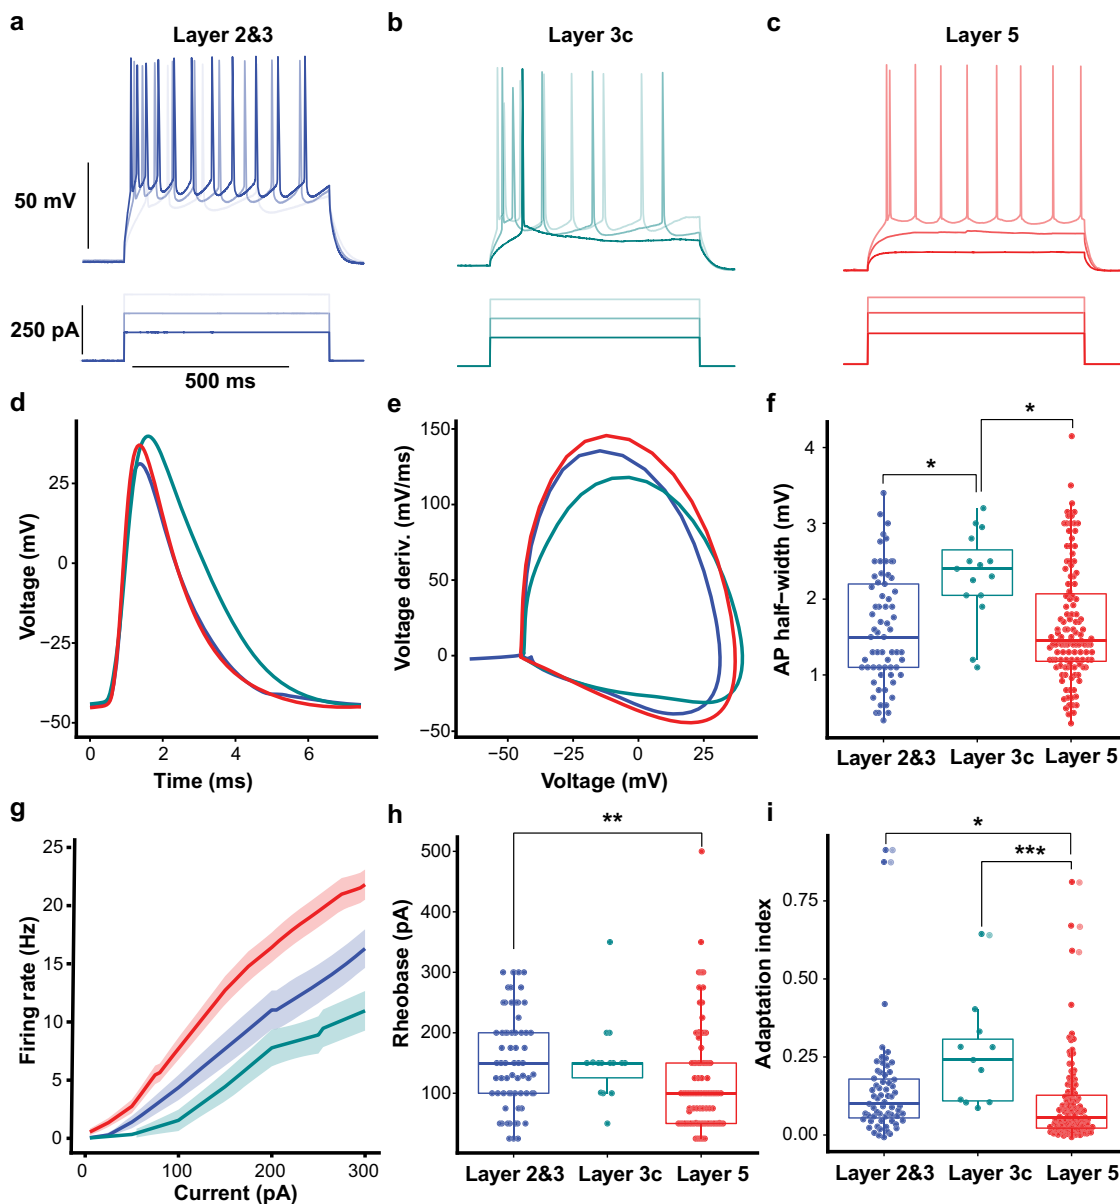 a
Layer 2&3
b
Layer 3c
c
Layer 5
50 mV
250 pA
500 ms
d
Voltage (mV)
25
0
−25
−50
0
2
4
6
Time (ms)
e
Voltage deriv. (mV/ms)
150
100
50
0
−50
−50
−25
0
25
Voltage (mV)
f
*
*
AP half−width (mV)
4
3
2
1
Layer 2&3
Layer 3c
Layer 5
g
Firing rate (Hz)
25
20
15
10
5
0
0
100
200
300
Current (pA)
h
**
Rheobase (pA)
500
400
300
200
100
0
Layer 2&3
Layer 3c
Layer 5
i
*
***
Adaptation index
0.75
0.50
0.25
0.00
Layer 2&3
Layer 3c
Layer 5